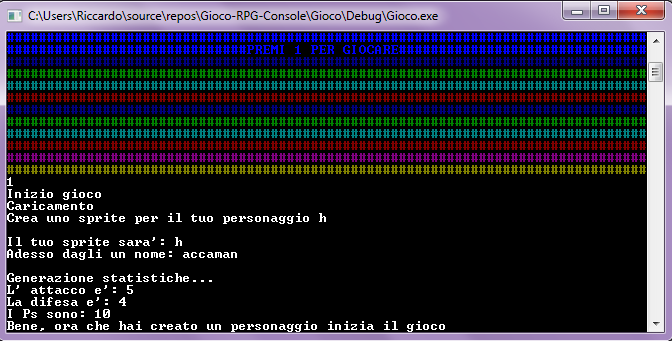 C:\Users\Riccardo\source\repos\Gioco-RPG-Console\Gioco\Debug\Gioco.exe
PREMI 1 PER GIOCARE
1
Inizio gioco
Caricamento
Crea uno sprite per il tuo personaggio h
Il tuo sprite sara': h
Adesso dagli un nome: accaman
Generazione statistiche...
L' attacco e': 5
La difesa e': 4
I Ps sono: 10
Bene, ora che hai creato un personaggio inizia il gioco